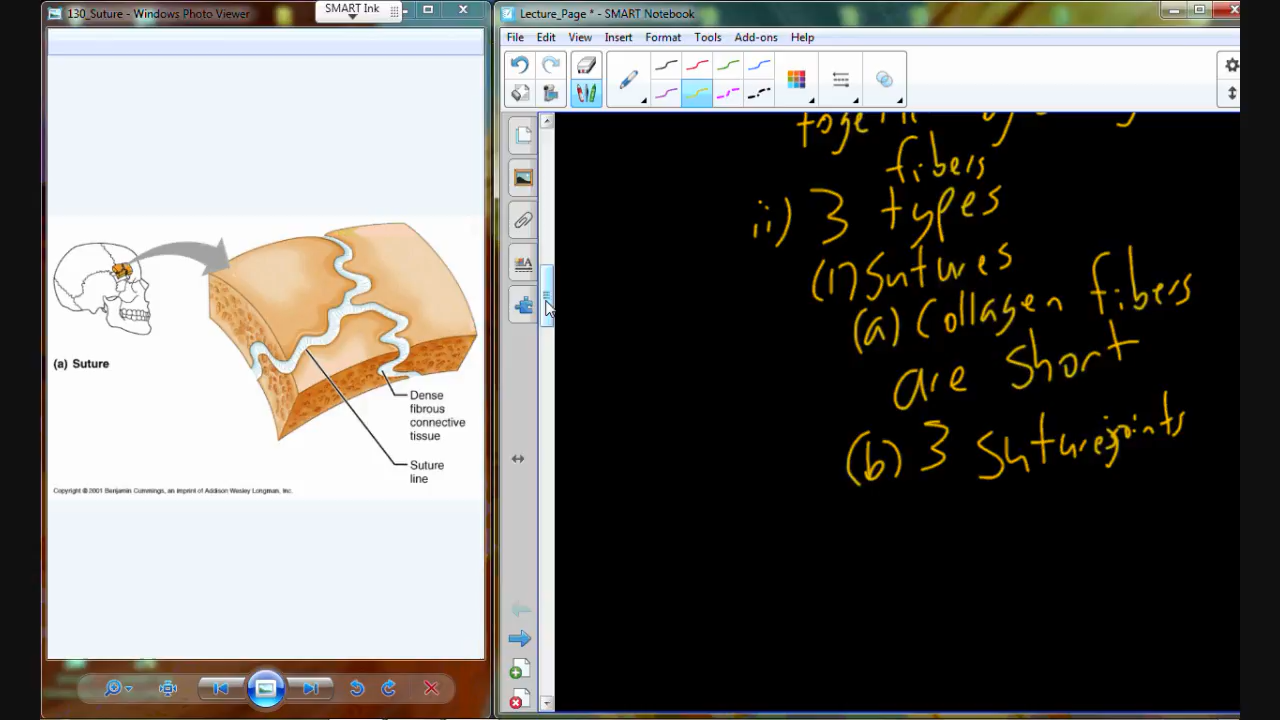 130_Suture - Windows Photo Viewer
SMART Ink
(a) Suture
Dense
fibrous
connective
tissue
Suture
line
Copyright © 2001 Benjamin Cummings, an imprint of Addison Wesley Longman, Inc.
Lecture_Page * - SMART Notebook
File Edit View Insert Format Tools Add-ons Help
fibers
ii) 3 types
(1) Sutures
(a) Collagen fibers
are short
(b) 3 suture joints